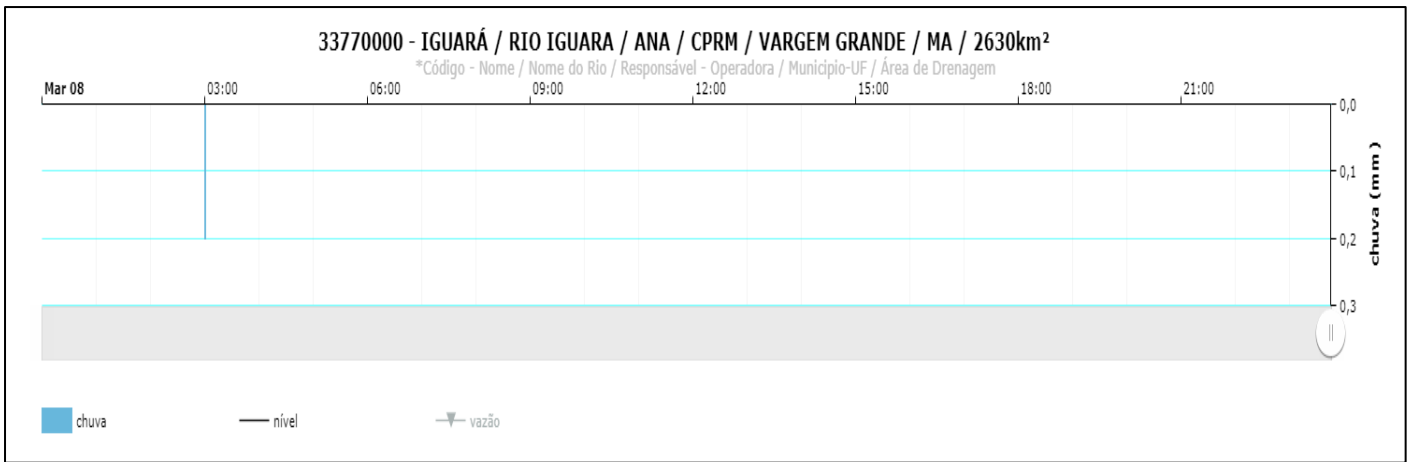 33770000 - IGUARÁ / RIO IGUARA / ANA / CPRM / VARGEM GRANDE / MA / 2630km²
*Código - Nome / Nome do Rio / Responsável - Operadora / Municipio-UF / Área de Drenagem
Mar 08 03:00 06:00 09:00 12:00 15:00 18:00 21:00
0,0
0,1
0,2
0,3
chuva (mm)
chuva nível vazão